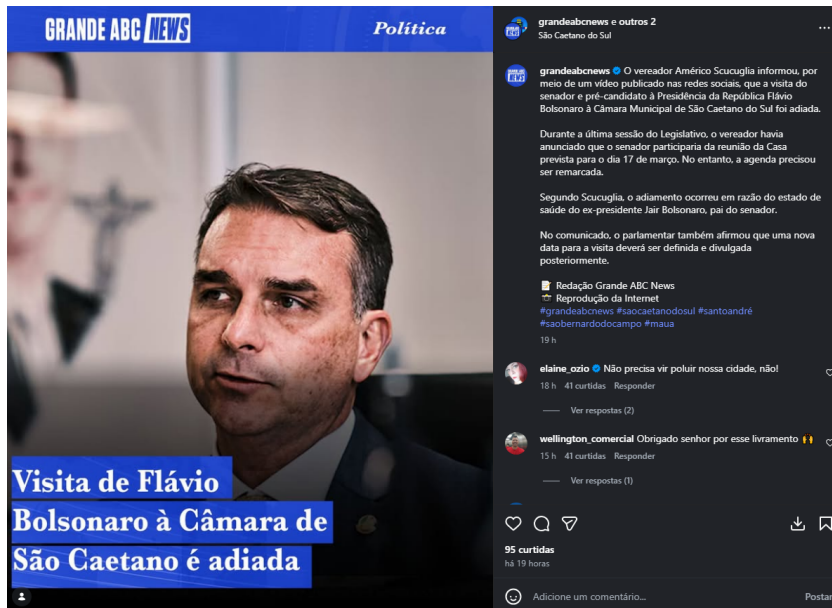 GRANDE ABC NEWS
Política
Visita de Flávio
Bolsonaro à Câmara de
São Caetano é adiada
grandeabcnews e outros 2
São Caetano do Sul
grandeabcnews O vereador Américo Scucuglia informou, por
meio de um vídeo publicado nas redes sociais, que a visita do
senador e pré-candidato à Presidência da República Flávio
Bolsonaro à Câmara Municipal de São Caetano do Sul foi adiada.
Durante a última sessão do Legislativo, o vereador havia
anunciado que o senador participaria da reunião da Casa
prevista para o dia 17 de março. No entanto, a agenda precisou
ser remarcada.
Segundo Scucuglia, o adiamento ocorreu em razão do estado de
saúde do ex-presidente Jair Bolsonaro, pai do senador.
No comunicado, o parlamentar também afirmou que uma nova
data para a visita deverá ser definida e divulgada
posteriormente.
📝 Redação Grande ABC News
📷 Reprodução da Internet
#grandeabcnews #saocaetanodosul #santoandré
#saobernardodocampo #maua
19 h
elaine_ozio Não precisa vir poluir nossa cidade, não!
18 h 41 curtidas Responder
Ver respostas (2)
wellington_comercial Obrigado senhor por esse livramento 🙌
15 h 41 curtidas Responder
Ver respostas (1)
95 curtidas
há 19 horas
Adicione um comentário...
Postar